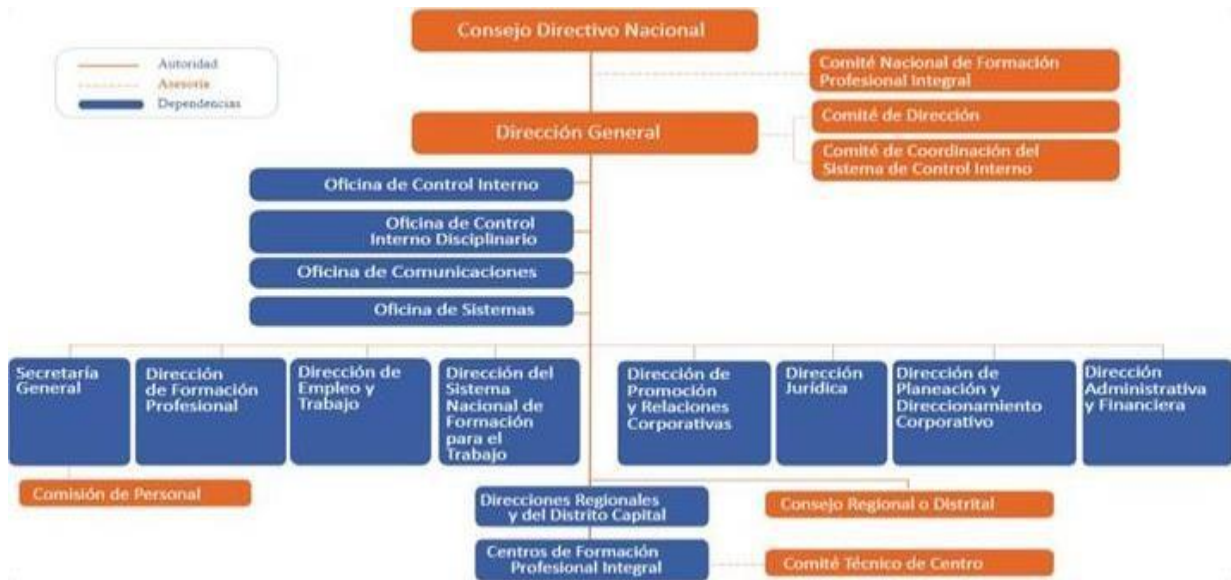 Consejo Directivo Nacional
Autoridad
Asesoría
Dependencias
Comité Nacional de Formación
Profesional Integral
Dirección General
Comité de Dirección
Comité de Coordinación del
Sistema de Control Interno
Oficina de Control Interno
Oficina de Control
Interno Disciplinario
Oficina de Comunicaciones
Oficina de Sistemas
Secretaría
General
Dirección
de Formación
Profesional
Dirección de
Empleo y
Trabajo
Dirección del
Sistema
Nacional de
Formación
para el
Trabajo
Dirección de
Promoción
y Relaciones
Corporativas
Dirección
Jurídica
Dirección de
Planeación y
Direccionamiento
Corporativo
Dirección
Administrativa
y Financiera
Comisión de Personal
Direcciones Regionales
y del Distrito Capital
Consejo Regional o Distrital
Centros de Formación
Profesional Integral
Comité Técnico de Centro